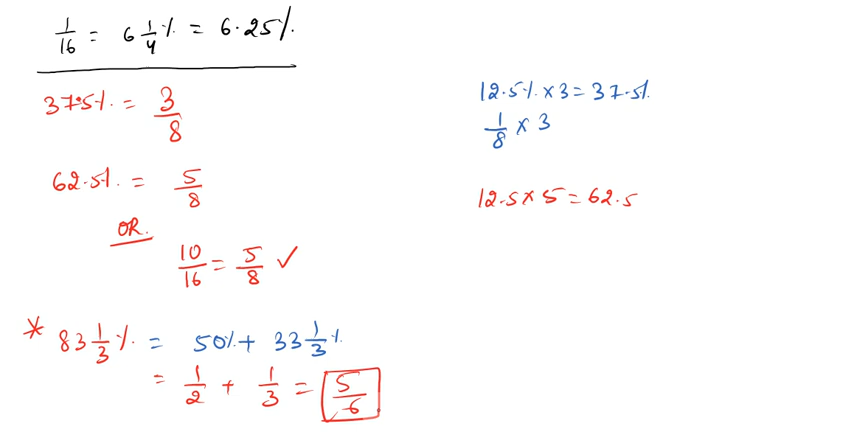 1/16 = 6 1/4 % = 6.25%
37.5% = 3/8
12.5% × 3 = 37.5%
1/8 × 3
62.5% = 5/8
12.5 × 5 = 62.5
OR.
10/16 = 5/8 ✓
* 83 1/3 % = 50% + 33 1/3 %
= 1/2 + 1/3 = 5/6